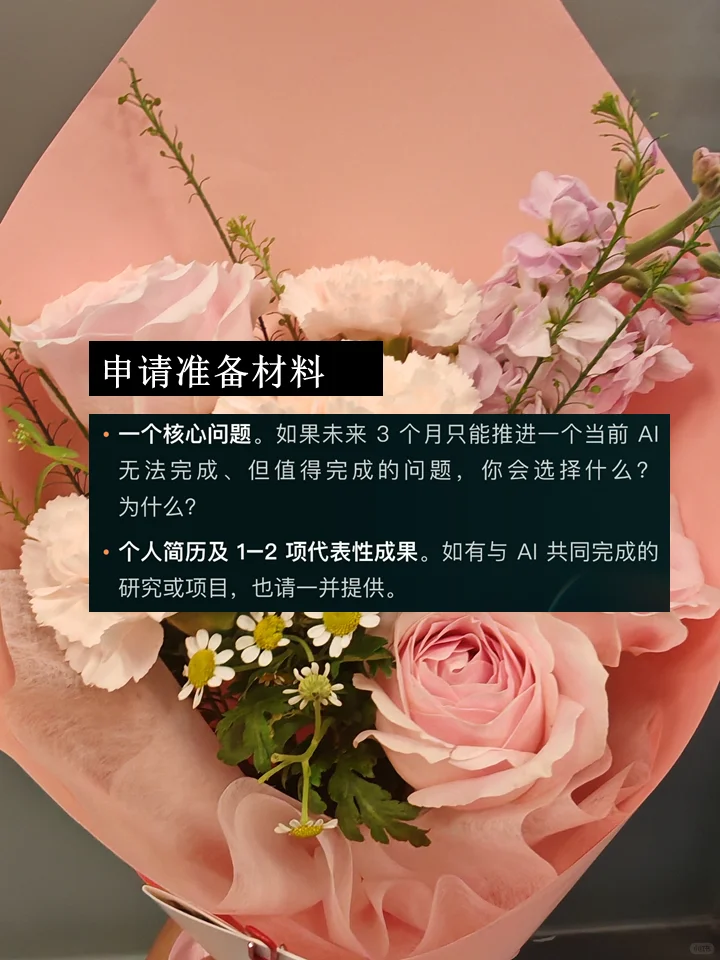 申请准备材料
• 一个核心问题。如果未来 3 个月只能推进一个当前 AI
无法完成、但值得完成的问题，你会选择什么？
为什么？
• 个人简历及 1—2 项代表性成果。如有与 AI 共同完成的
研究或项目，也请一并提供。